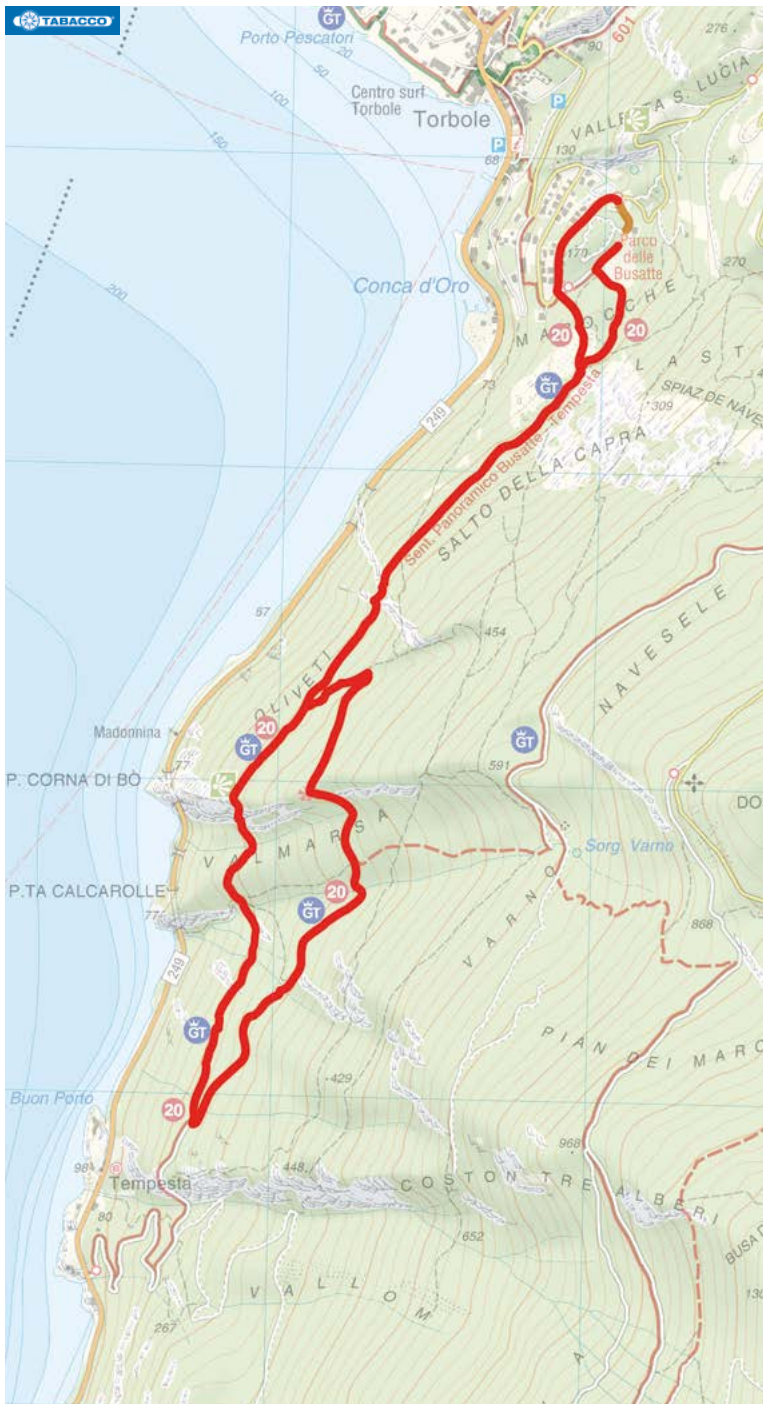 TABACCO
GT
Porto Pescatori
20
50
100
150
200
90
601
276
Centro surf
Torbole
Torbole
P
P
68
130
VALLETTA S. LUCIA
170
Parco
delle
Busatte
270
Conca d'Oro
MAROCCHE
20
20
LAST
73
GT
249
309
SPIAZ DE NAVES
Sent. Panoramico Busatte - Tempesta
SALTO DELLA CAPRA
454
NAVESELE
OLIVETI
Madonnina
20
GT
GT
77
591
P. CORNA DI BÒ
DO
VALMARSA
Sorg. Varno
P.TA CALCAROLLE
77
20
GT
VARNO
868
249
GT
PIAN DEI MARO
429
Buon Porto
20
968
98
Tempesta
448
COSTON TRE ALBERI
80
652
BUSA D
VALLOM
267
130
A